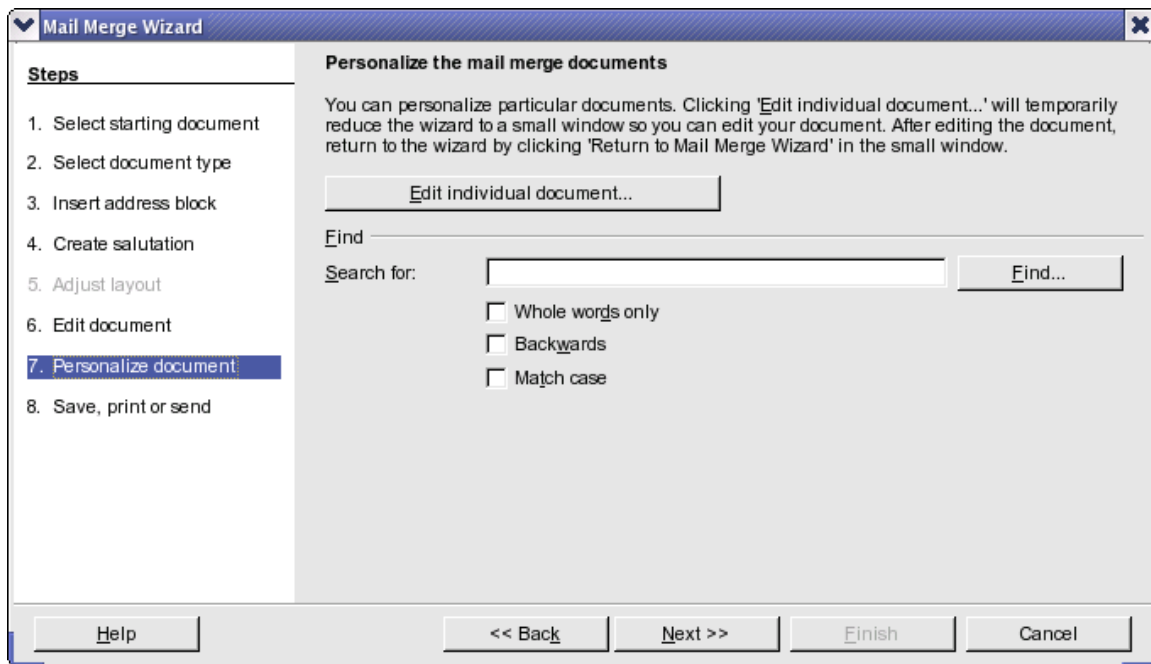 Mail Merge Wizard
Steps
1. Select starting document
2. Select document type
3. Insert address block
4. Create salutation
5. Adjust layout
6. Edit document
7. Personalize document
8. Save, print or send
Personalize the mail merge documents
You can personalize particular documents. Clicking 'Edit individual document...' will temporarily
reduce the wizard to a small window so you can edit your document. After editing the document,
return to the wizard by clicking 'Return to Mail Merge Wizard' in the small window.
Edit individual document...
Find
Search for:
Find...
Whole words only
Backwards
Match case
Help
<< Back
Next >>
Finish
Cancel